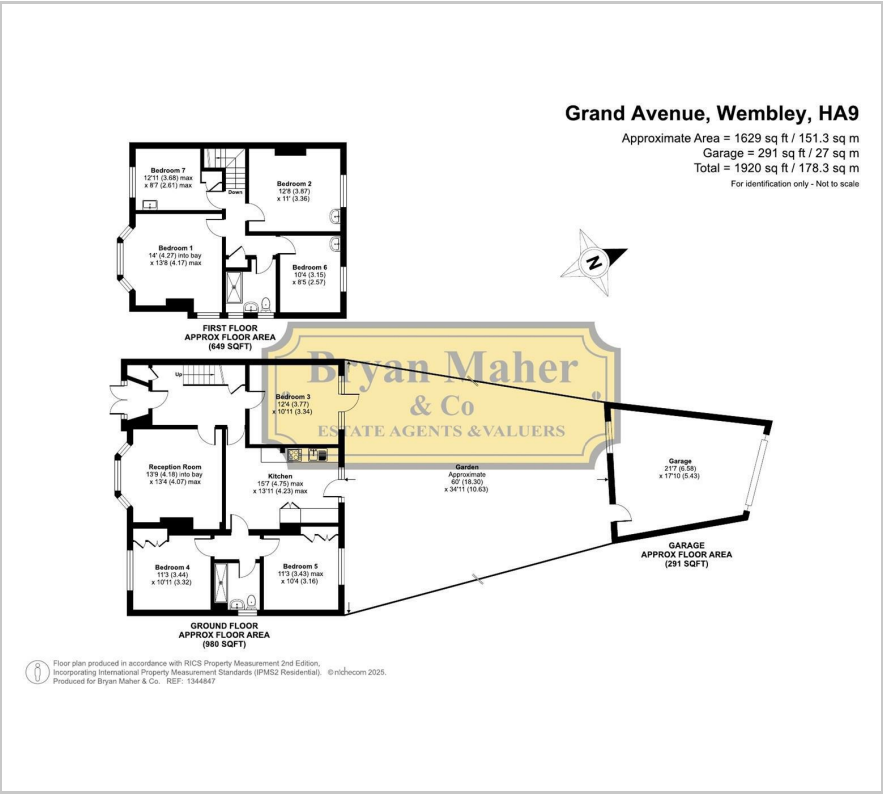 Grand Avenue, Wembley, HA9
Approximate Area = 1629 sq ft / 151.3 sq m
Garage = 291 sq ft / 27 sq m
Total = 1920 sq ft / 178.3 sq m
For identification only - Not to scale
Bedroom 7
12'11 (3.68) max
x 8'7 (2.61) max
Down
Bedroom 2
12'8 (3.87)
x 11' (3.36)
Bedroom 1
14' (4.27) into bay
x 13'8 (4.17) max
Bedroom 6
10'4 (3.15)
x 8'5 (2.57)
N
FIRST FLOOR
APPROX FLOOR AREA
(649 SQFT)
Bryan Maher
& Co
ESTATE AGENTS & VALUERS
Up
Bedroom 3
12'4 (3.77)
x 10'11 (3.34)
Reception Room
13'9 (4.18) into bay
x 13'4 (4.07) max
Kitchen
15'7 (4.75) max
x 13'11 (4.23) max
Garden
Approximate
60' (18.30)
x 34'11 (10.63)
Garage
21'7 (6.58)
x 17'10 (5.43)
GARAGE
APPROX FLOOR AREA
(291 SQFT)
Bedroom 4
11'3 (3.44)
x 10'11 (3.32)
Bedroom 5
11'3 (3.43) max
x 10'4 (3.16)
GROUND FLOOR
APPROX FLOOR AREA
(980 SQFT)
Floor plan produced in accordance with RICS Property Measurement 2nd Edition,
Incorporating International Property Measurement Standards (IPMS2 Residential). © nichecom 2025.
Produced for Bryan Maher & Co. REF: 1344847